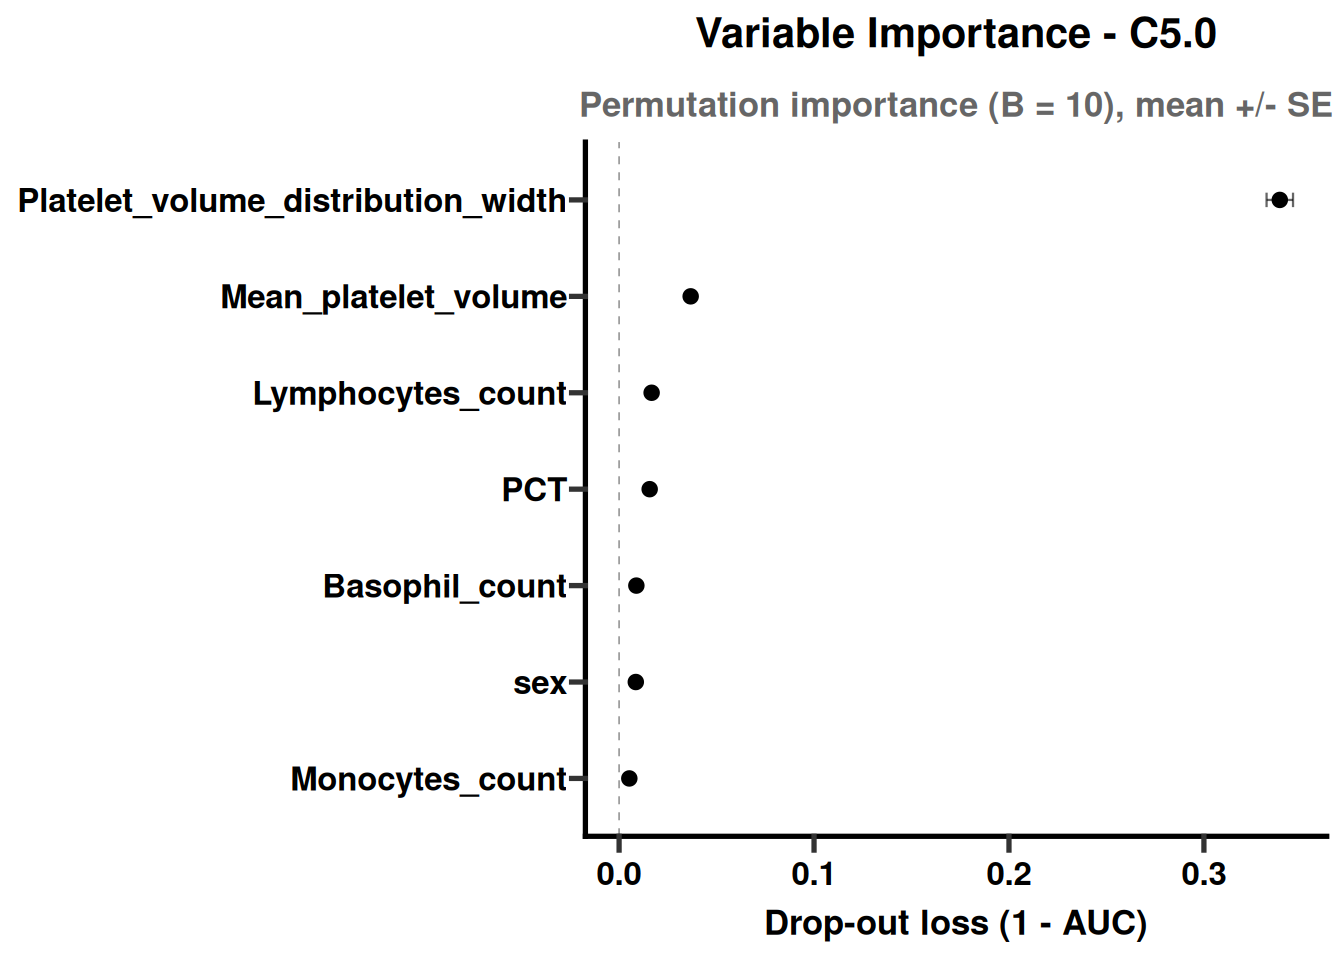 Variable Importance - C5.0
Permutation importance (B = 10), mean +/- SE
Platelet_volume_distribution_width
Mean_platelet_volume
Lymphocytes_count
PCT
Basophil_count
sex
Monocytes_count
0.0 0.1 0.2 0.3
Drop-out loss (1 - AUC)